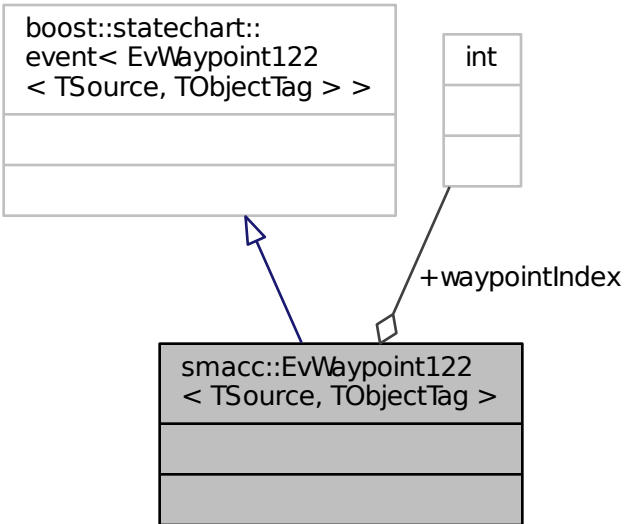 boost::statechart::
event< EvWaypoint122
< TSource, TObjectTag > >
int
+waypointIndex
smacc::EvWaypoint122
< TSource, TObjectTag >